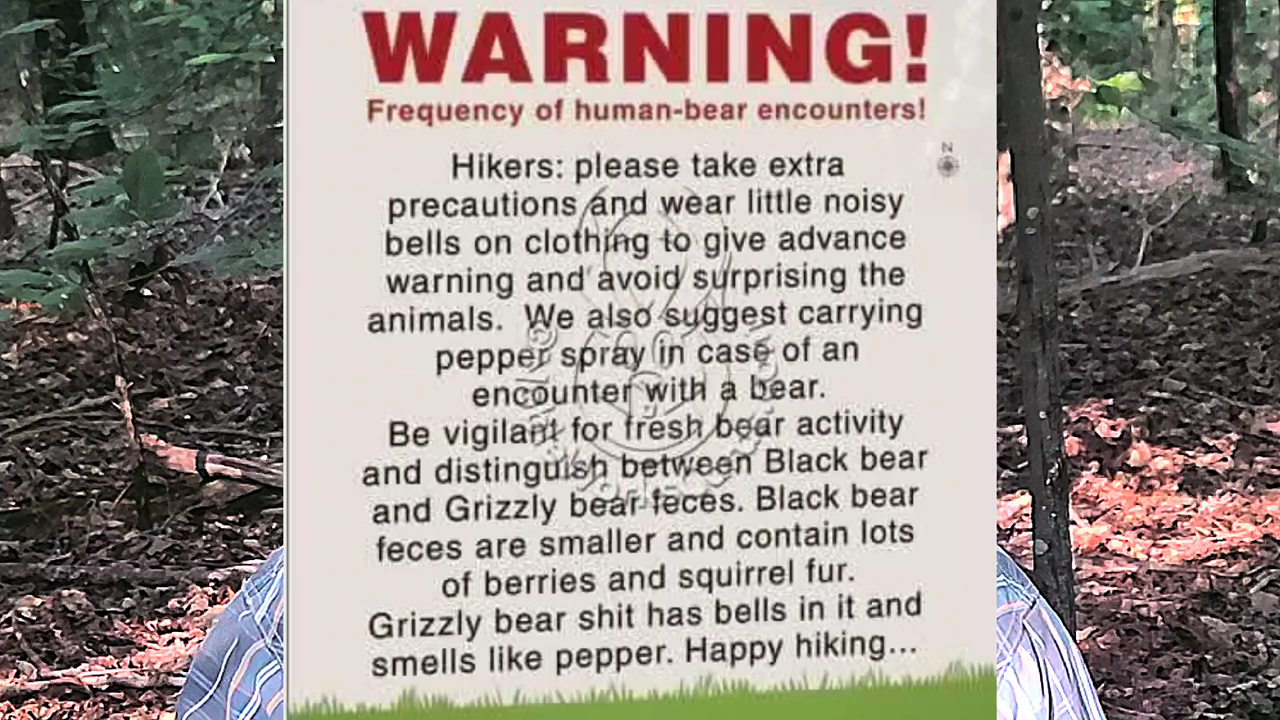 WARNING!
Frequency of human-bear encounters!
N
Hikers: please take extra
precautions and wear little noisy
bells on clothing to give advance
warning and avoid surprising the
animals. We also suggest carrying
pepper spray in case of an
encounter with a bear.
Be vigilant for fresh bear activity
and distinguish between Black bear
and Grizzly bear feces. Black bear
feces are smaller and contain lots
of berries and squirrel fur.
Grizzly bear shit has bells in it and
smells like pepper. Happy hiking...